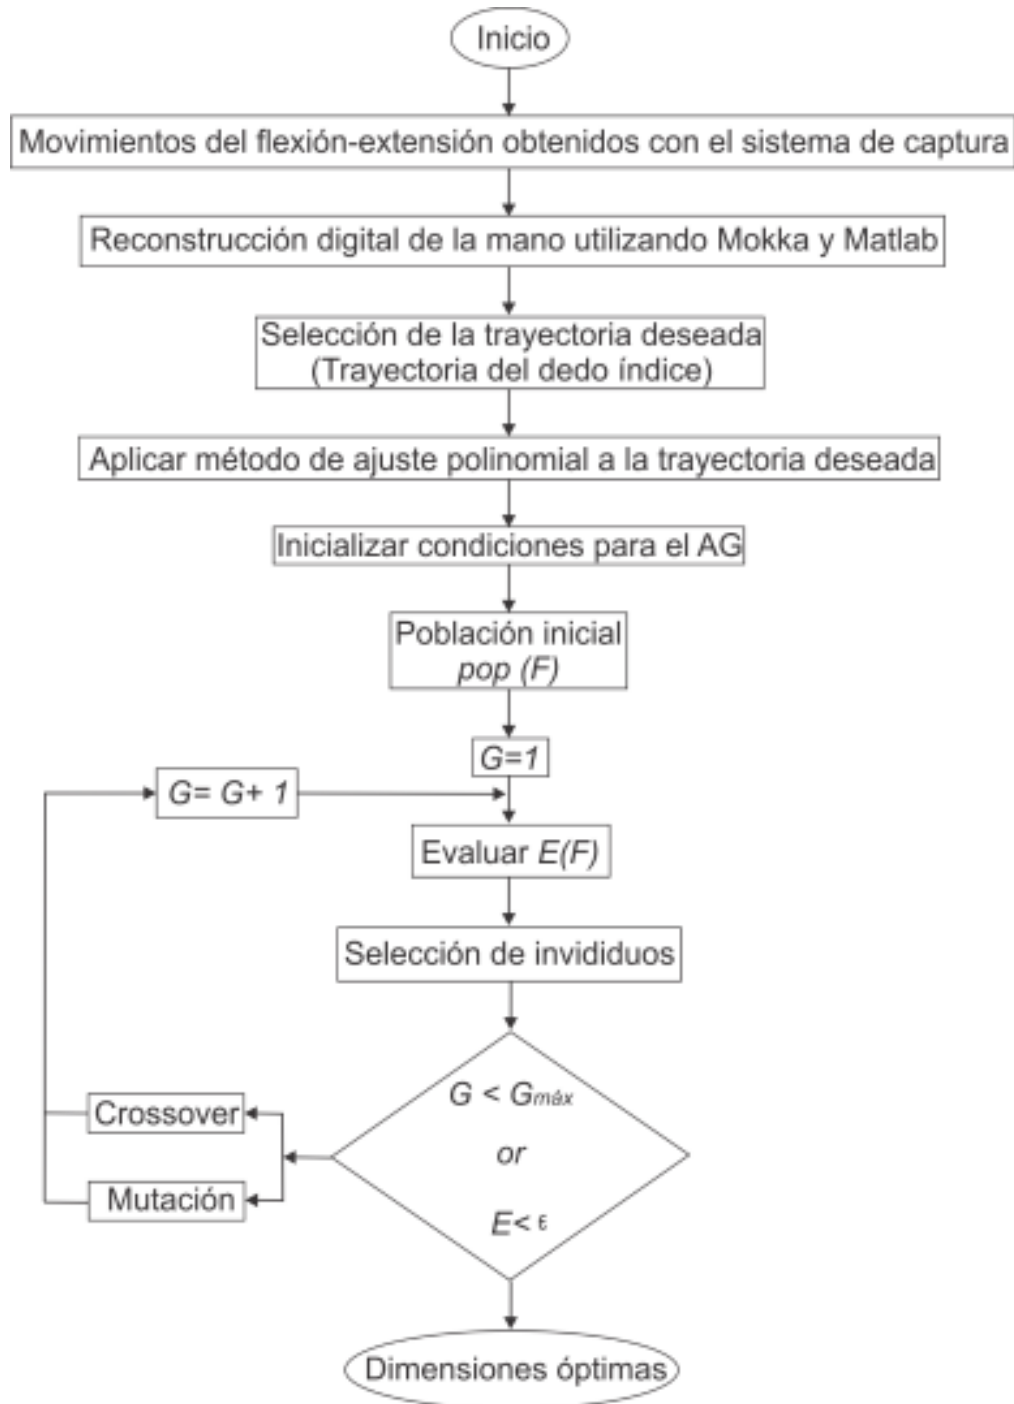 Inicio
Movimientos del flexión-extensión obtenidos con el sistema de captura
Reconstrucción digital de la mano utilizando Mokka y Matlab
Selección de la trayectoria deseada
(Trayectoria del dedo índice)
Aplicar método de ajuste polinomial a la trayectoria deseada
Inicializar condiciones para el AG
Población inicial
pop (F)
G=1
G= G+ 1
Evaluar E(F)
Selección de invididuos
G < Gmáx
or
E< ε
Crossover
Mutación
Dimensiones óptimas